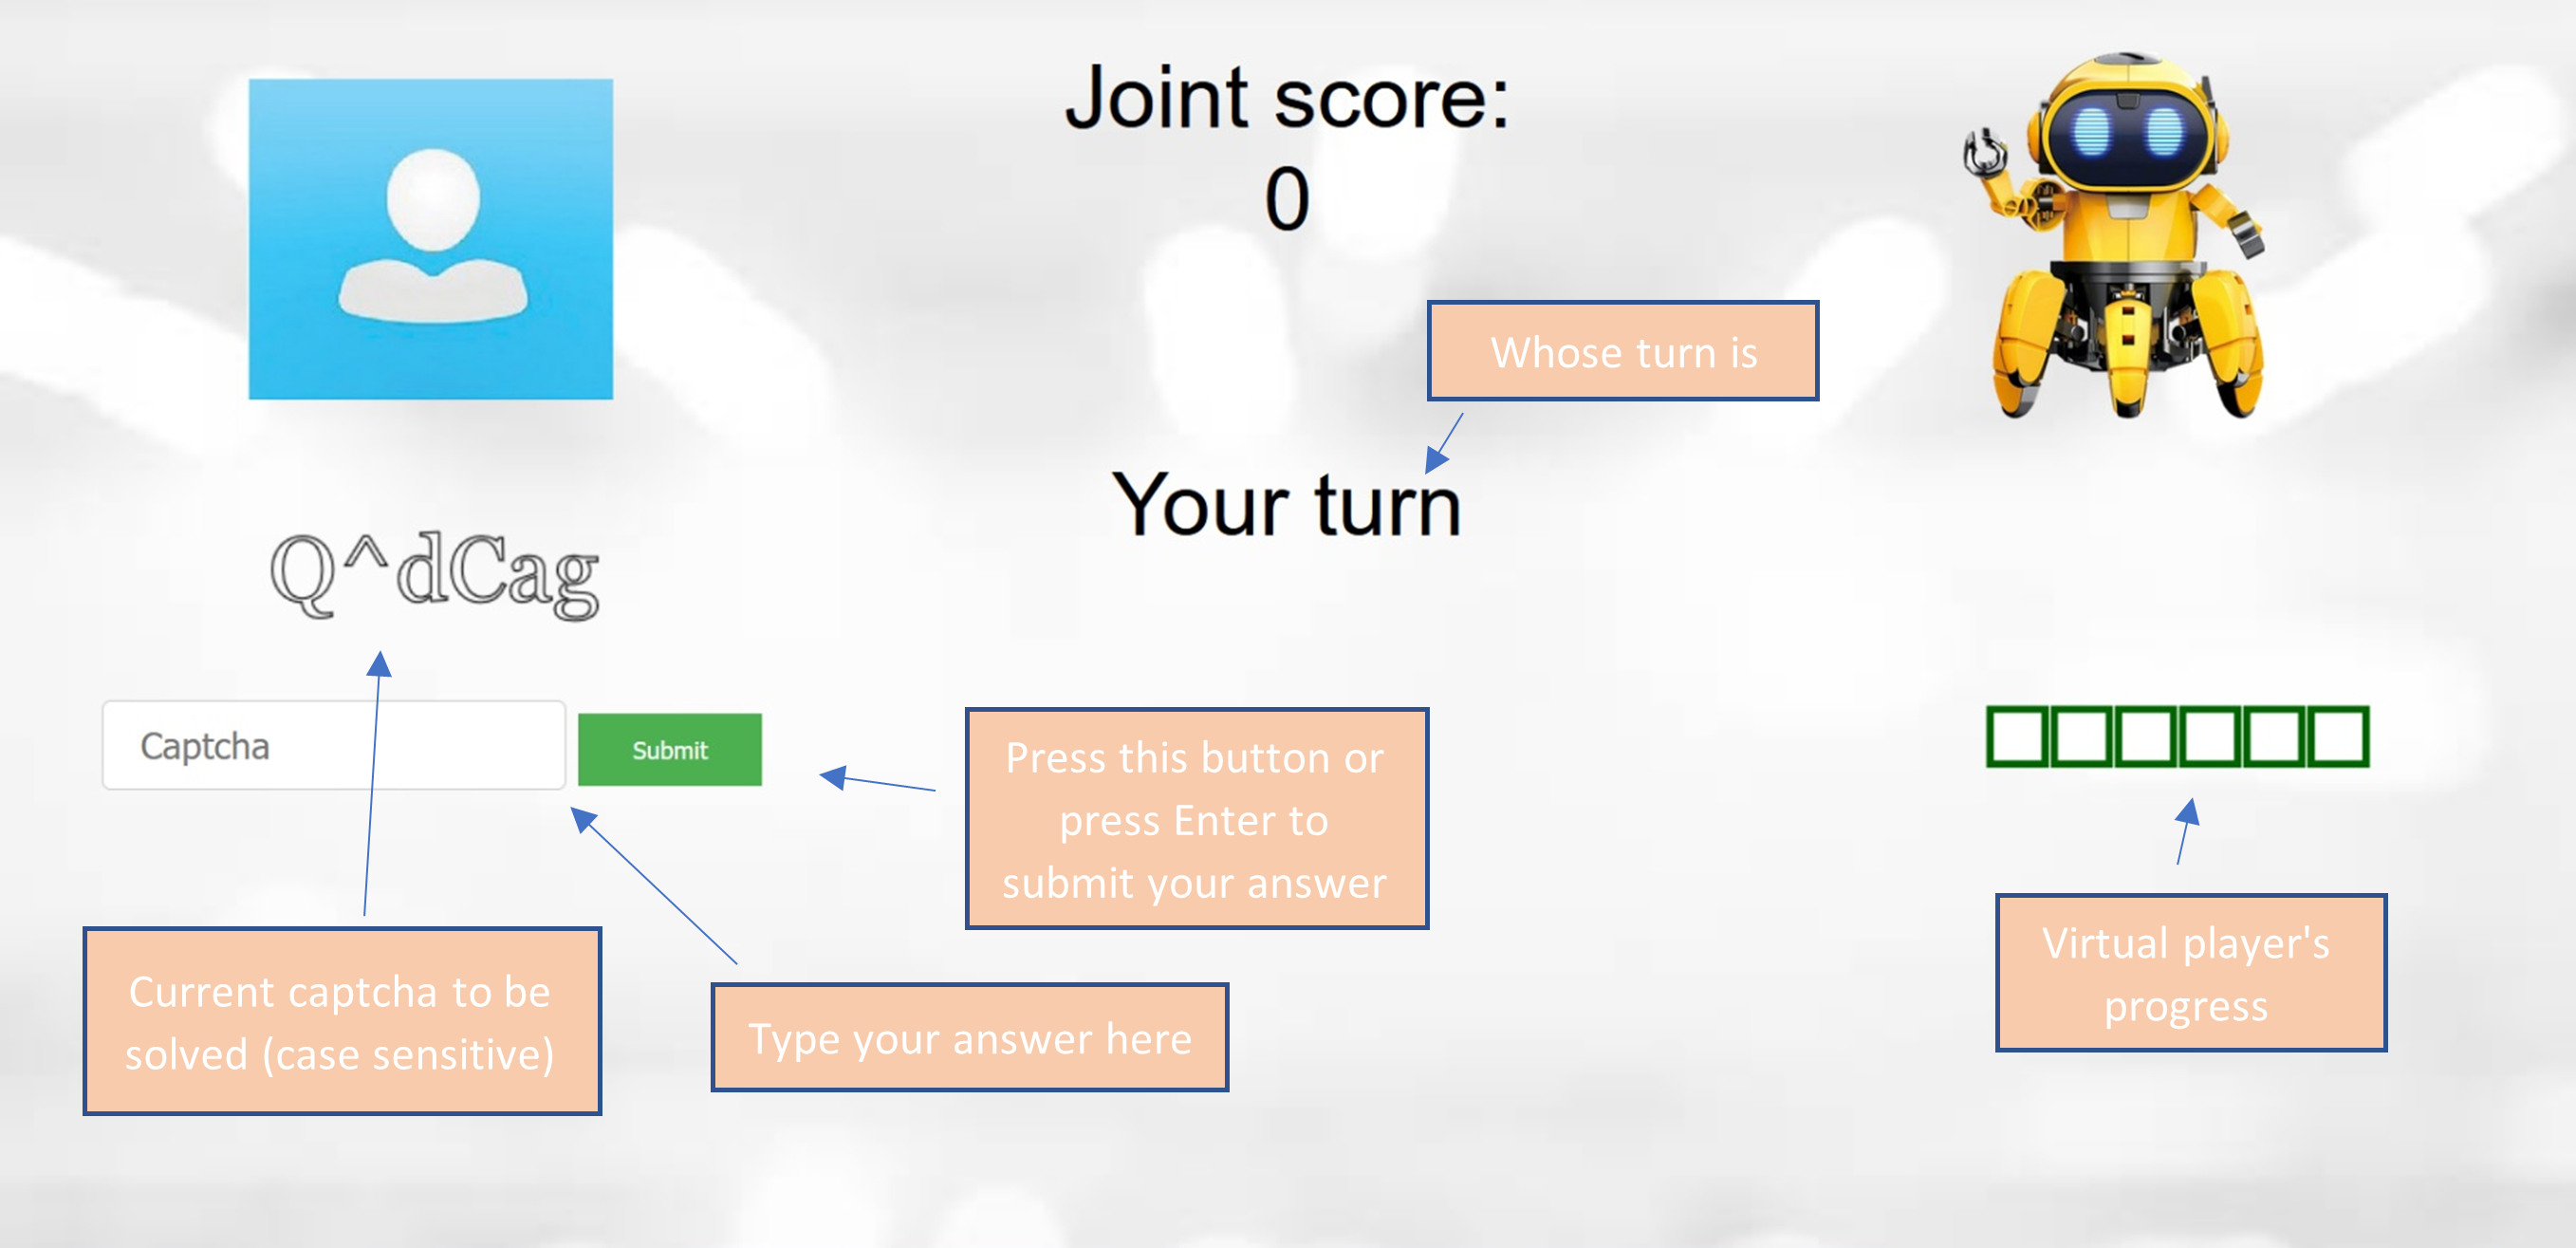 Joint score:
0
Whose turn is
Your turn
Q^dCag
Captcha
Submit
Press this button or
press Enter to
submit your answer
Virtual player's
progress
Current captcha to be
solved (case sensitive)
Type your answer here